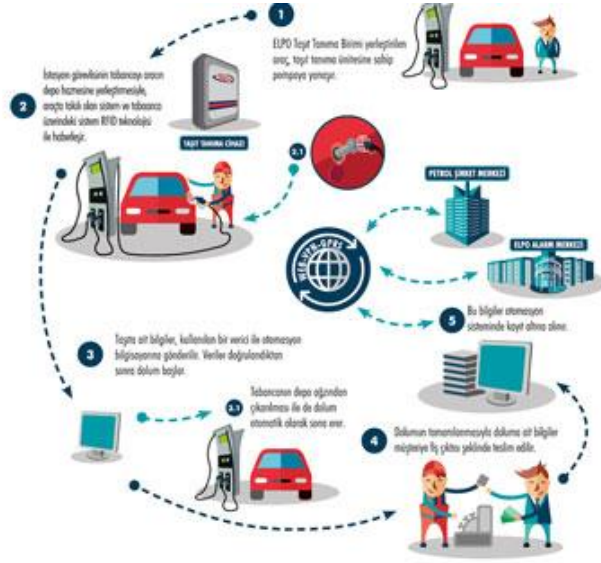 1
ELPO Taşıt Tanıma Birimi yerleştirilen
araç, taşıt tanıma ünitesine sahip
pompaya yanaşır.
2
İstasyon görevlisinin tabancayı aracın
depo haznesine yerleştirmesiyle,
araçta takılı olan sistem ve tabanca
üzerindeki sistem RFID teknolojisi
ile haberleşir.
TAŞIT TANIMA CİHAZI
2.1
PETROL ŞİRKET MERKEZİ
WEB-VPN-GPRS
ELPO ALARM MERKEZİ
5
Bu bilgiler otomasyon
sisteminde kayıt altına alınır.
3
Taşıta ait bilgiler, kullanılan bir verici ile otomasyon
bilgisayarına gönderilir. Veriler doğrulandıktan
sonra dolum başlar.
3.1
Tabancanın depo ağzından
çıkarılması ile de dolum
otomatik olarak sona erer.
4
Dolumun tamamlanmasıyla doluma ait bilgiler
müşteriye fiş çıktısı şeklinde teslim edilir.